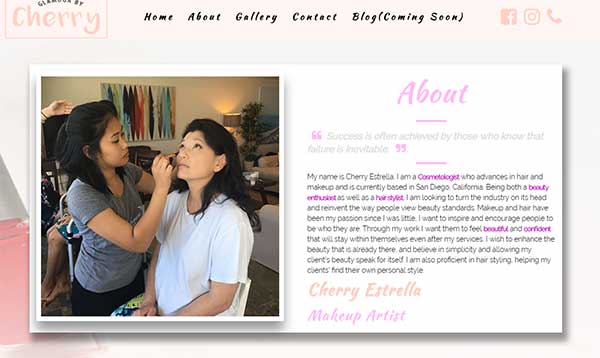 GLAMOUR BY
Cherry
Home About Gallery Contact Blog(Coming Soon)
About
❝ Success is often achieved by those who know that
failure is inevitable. ❞
My name is Cherry Estrella. I am a Cosmetologist who advances in hair and
makeup and is currently based in San Diego, California. Being both a beauty
enthusiast as well as a hair stylist, I am looking to turn the industry on its head
and reinvent the way people view beauty standards. Makeup and hair have
been my passion since I was little. I want to inspire and encourage people to
be who they are. Through my work I want them to feel beautiful and confident
that will stay within themselves even after my services. I wish to enhance the
beauty that is already there, and believe in simplicity and allowing my
client's beauty speak for itself. I am also proficient in hair styling, helping my
clients' find their own personal style.
Cherry Estrella
Makeup Artist